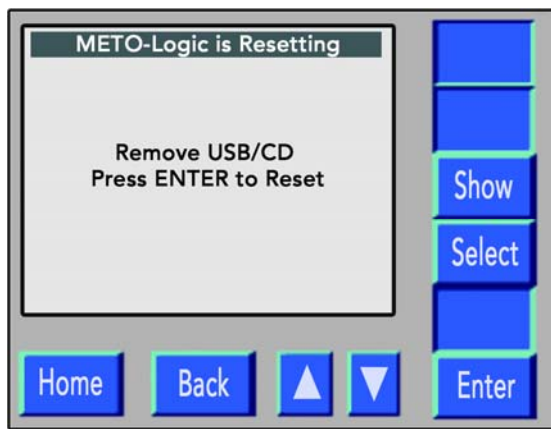 METO-Logic is Resetting
Remove USB/CD
Press ENTER to Reset
Show
Select
Home
Back
Enter